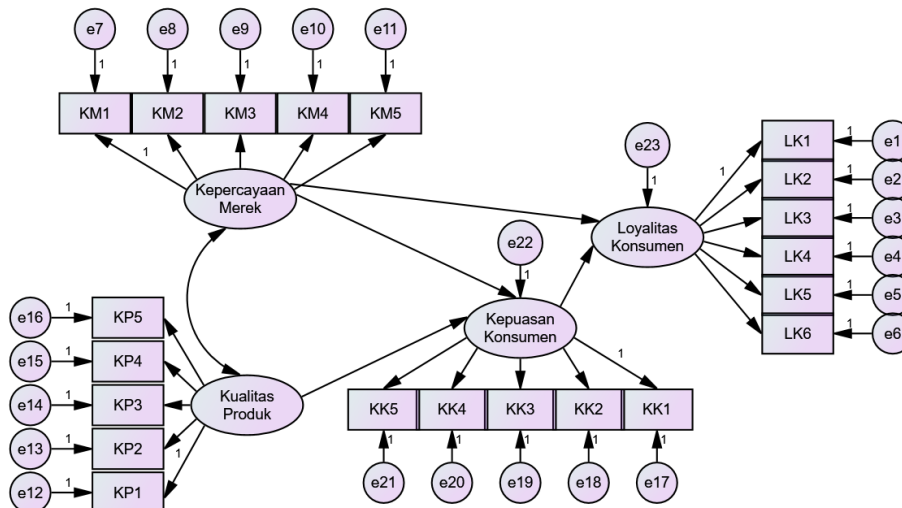 e7 e8 e9 e10 e11
1 1 1 1 1
KM1 KM2 KM3 KM4 KM5
1
Kepercayaan
Merek
e23
1
LK1 1 e1
1
LK2 1 e2
LK3 1 e3
LK4 1 e4
LK5 1 e5
LK6 1 e6
Loyalitas
Konsumen
e22
1
Kepuasan
Konsumen
1
e16 1 KP5
e15 1 KP4
e14 1 KP3
e13 1 KP2
e12 1 KP1
1
Kualitas
Produk
KK5 KK4 KK3 KK2 KK1
1 1 1 1 1
e21 e20 e19 e18 e17